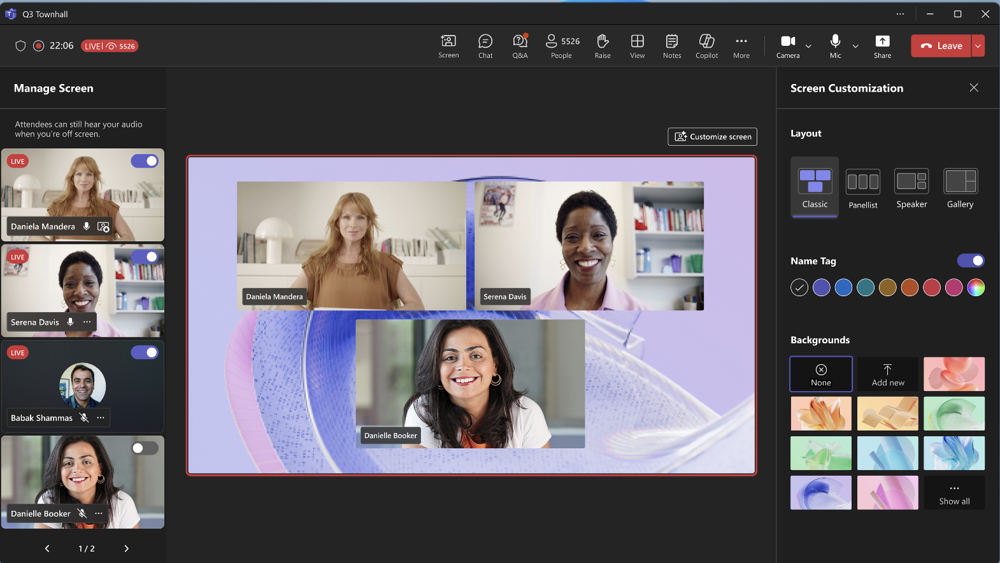 Q3 Townhall
22:06
LIVE 5526
Screen
Chat
Q&A
5526
People
Raise
View
Notes
Copilot
More
Camera
Mic
Share
Leave
Manage Screen
Attendees can still hear your audio
when you're off screen.
LIVE
Daniela Mandera
LIVE
Serena Davis
LIVE
Babak Shammas
Danielle Booker
1 / 2
Customize screen
Daniela Mandera
Serena Davis
Danielle Booker
Screen Customization
Layout
Classic
Panellist
Speaker
Gallery
Name Tag
Backgrounds
None
Add new
Show all